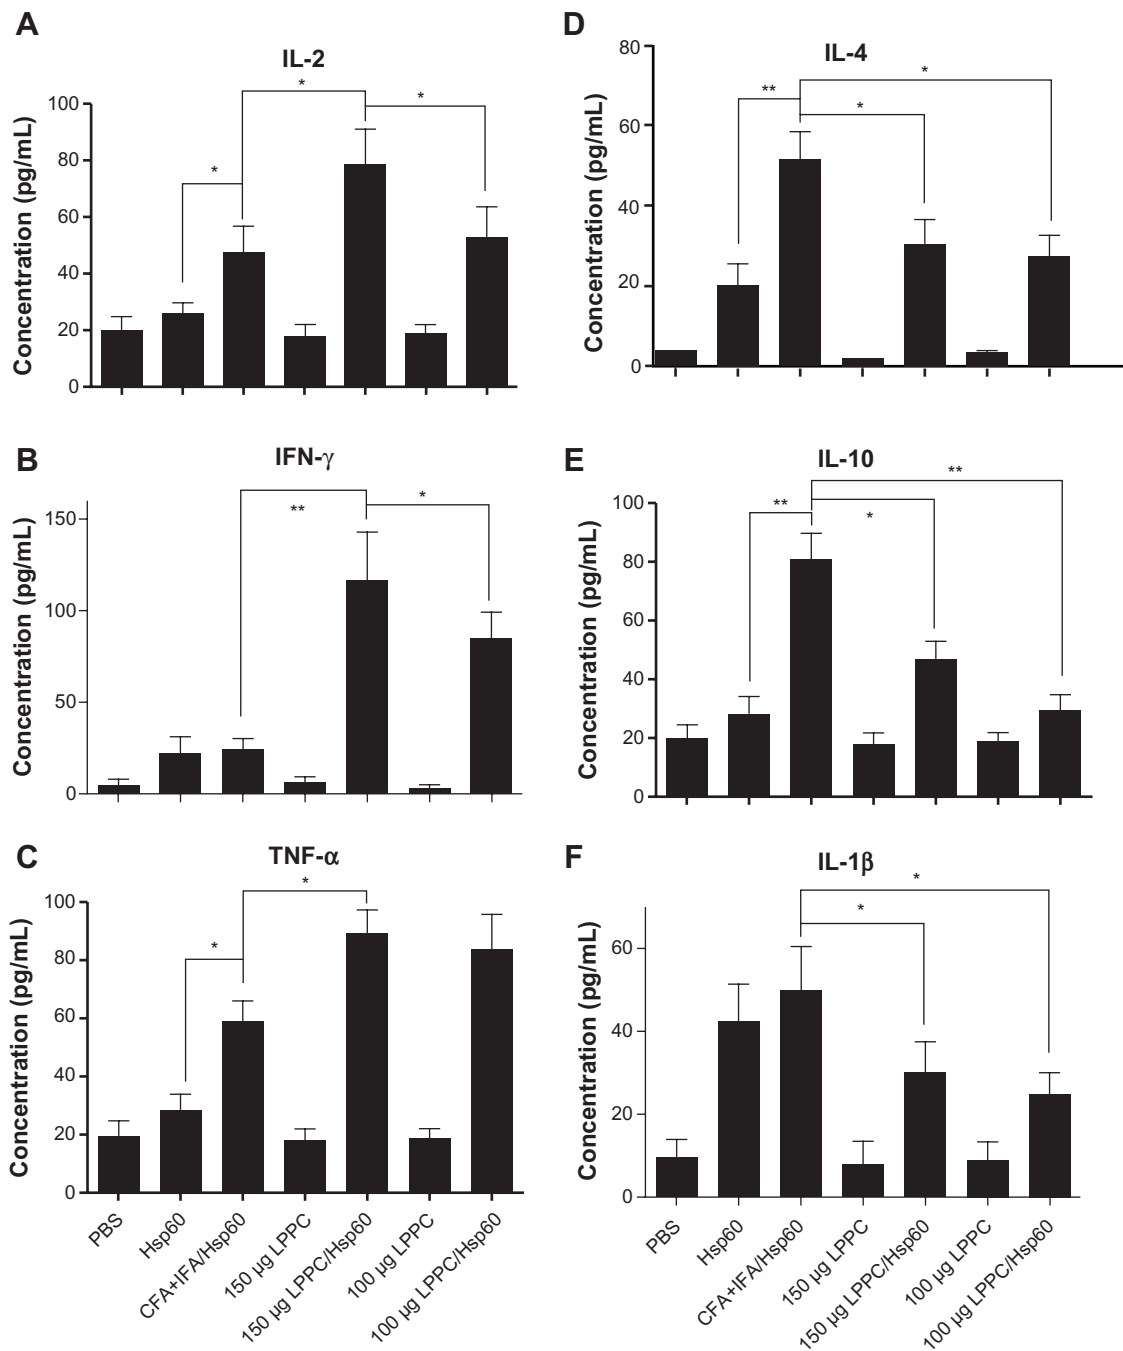 A
IL-2
Concentration (pg/mL)
100
80
60
40
20
0
*
*
*
B
IFN-γ
Concentration (pg/mL)
150
100
50
0
**
*
C
TNF-α
Concentration (pg/mL)
100
80
60
40
20
0
*
*
PBS
Hsp60
CFA+IFA/Hsp60
150 µg LPPC
150 µg LPPC/Hsp60
100 µg LPPC
100 µg LPPC/Hsp60
D
IL-4
Concentration (pg/mL)
80
60
40
20
0
**
*
*
E
IL-10
Concentration (pg/mL)
100
80
60
40
20
0
**
*
**
F
IL-1β
Concentration (pg/mL)
60
40
20
0
*
*
PBS
Hsp60
CFA+IFA/Hsp60
150 µg LPPC
150 µg LPPC/Hsp60
100 µg LPPC
100 µg LPPC/Hsp60